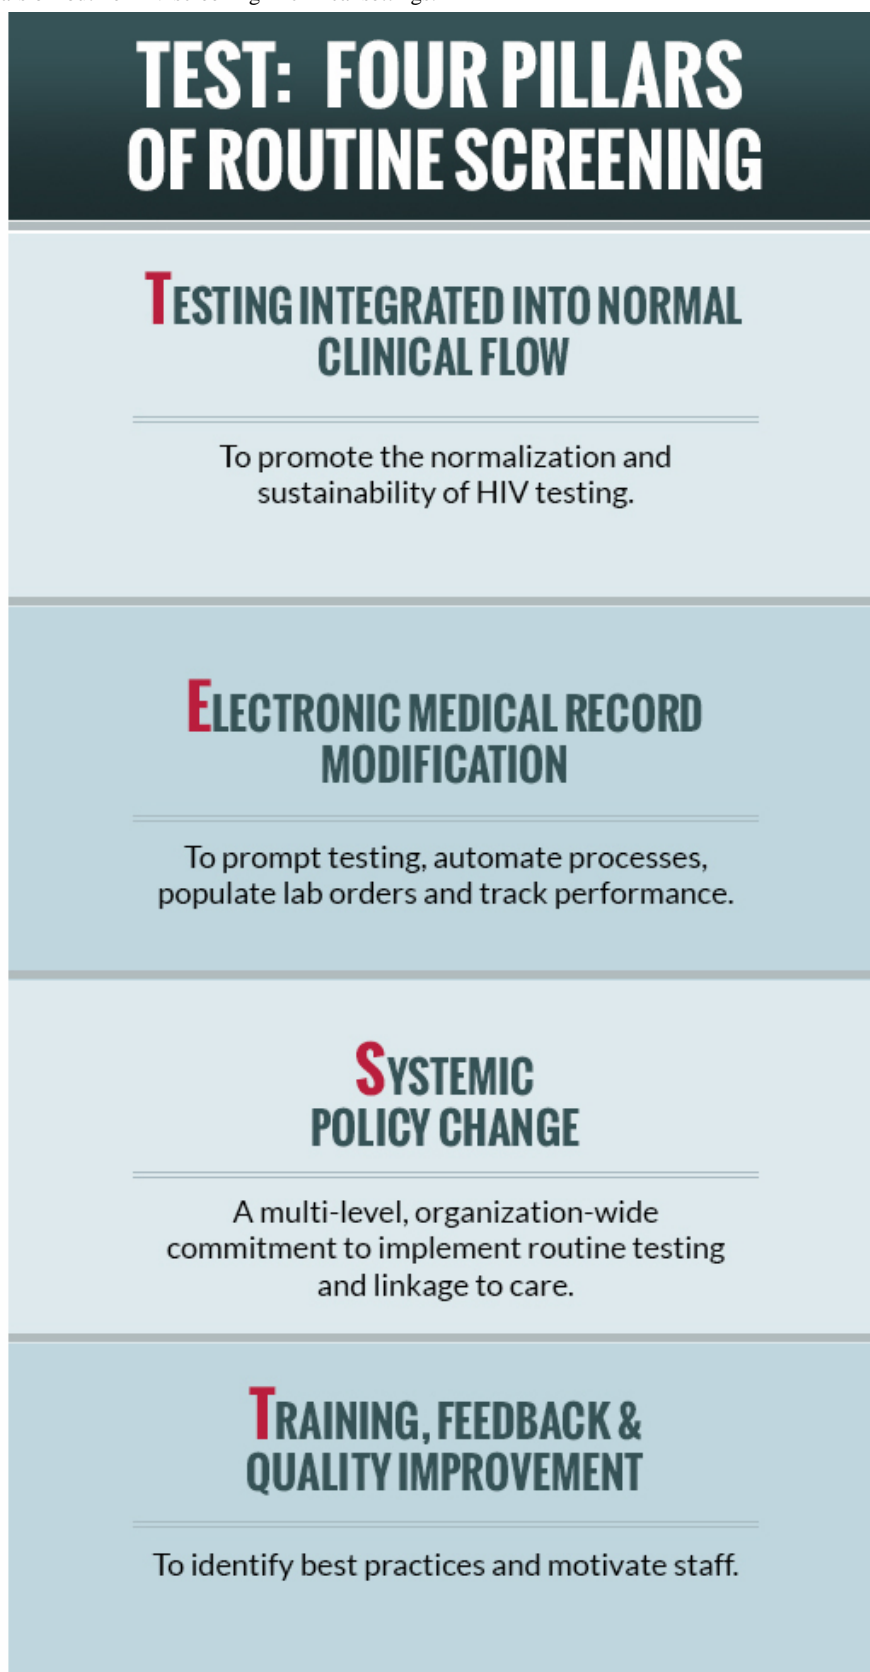 TEST: FOUR PILLARS
OF ROUTINE SCREENING
TESTING INTEGRATED INTO NORMAL
CLINICAL FLOW
To promote the normalization and
sustainability of HIV testing.
ELECTRONIC MEDICAL RECORD
MODIFICATION
To prompt testing, automate processes,
populate lab orders and track performance.
SYSTEMIC
POLICY CHANGE
A multi-level, organization-wide
commitment to implement routine testing
and linkage to care.
TRAINING, FEEDBACK &
QUALITY IMPROVEMENT
To identify best practices and motivate staff.